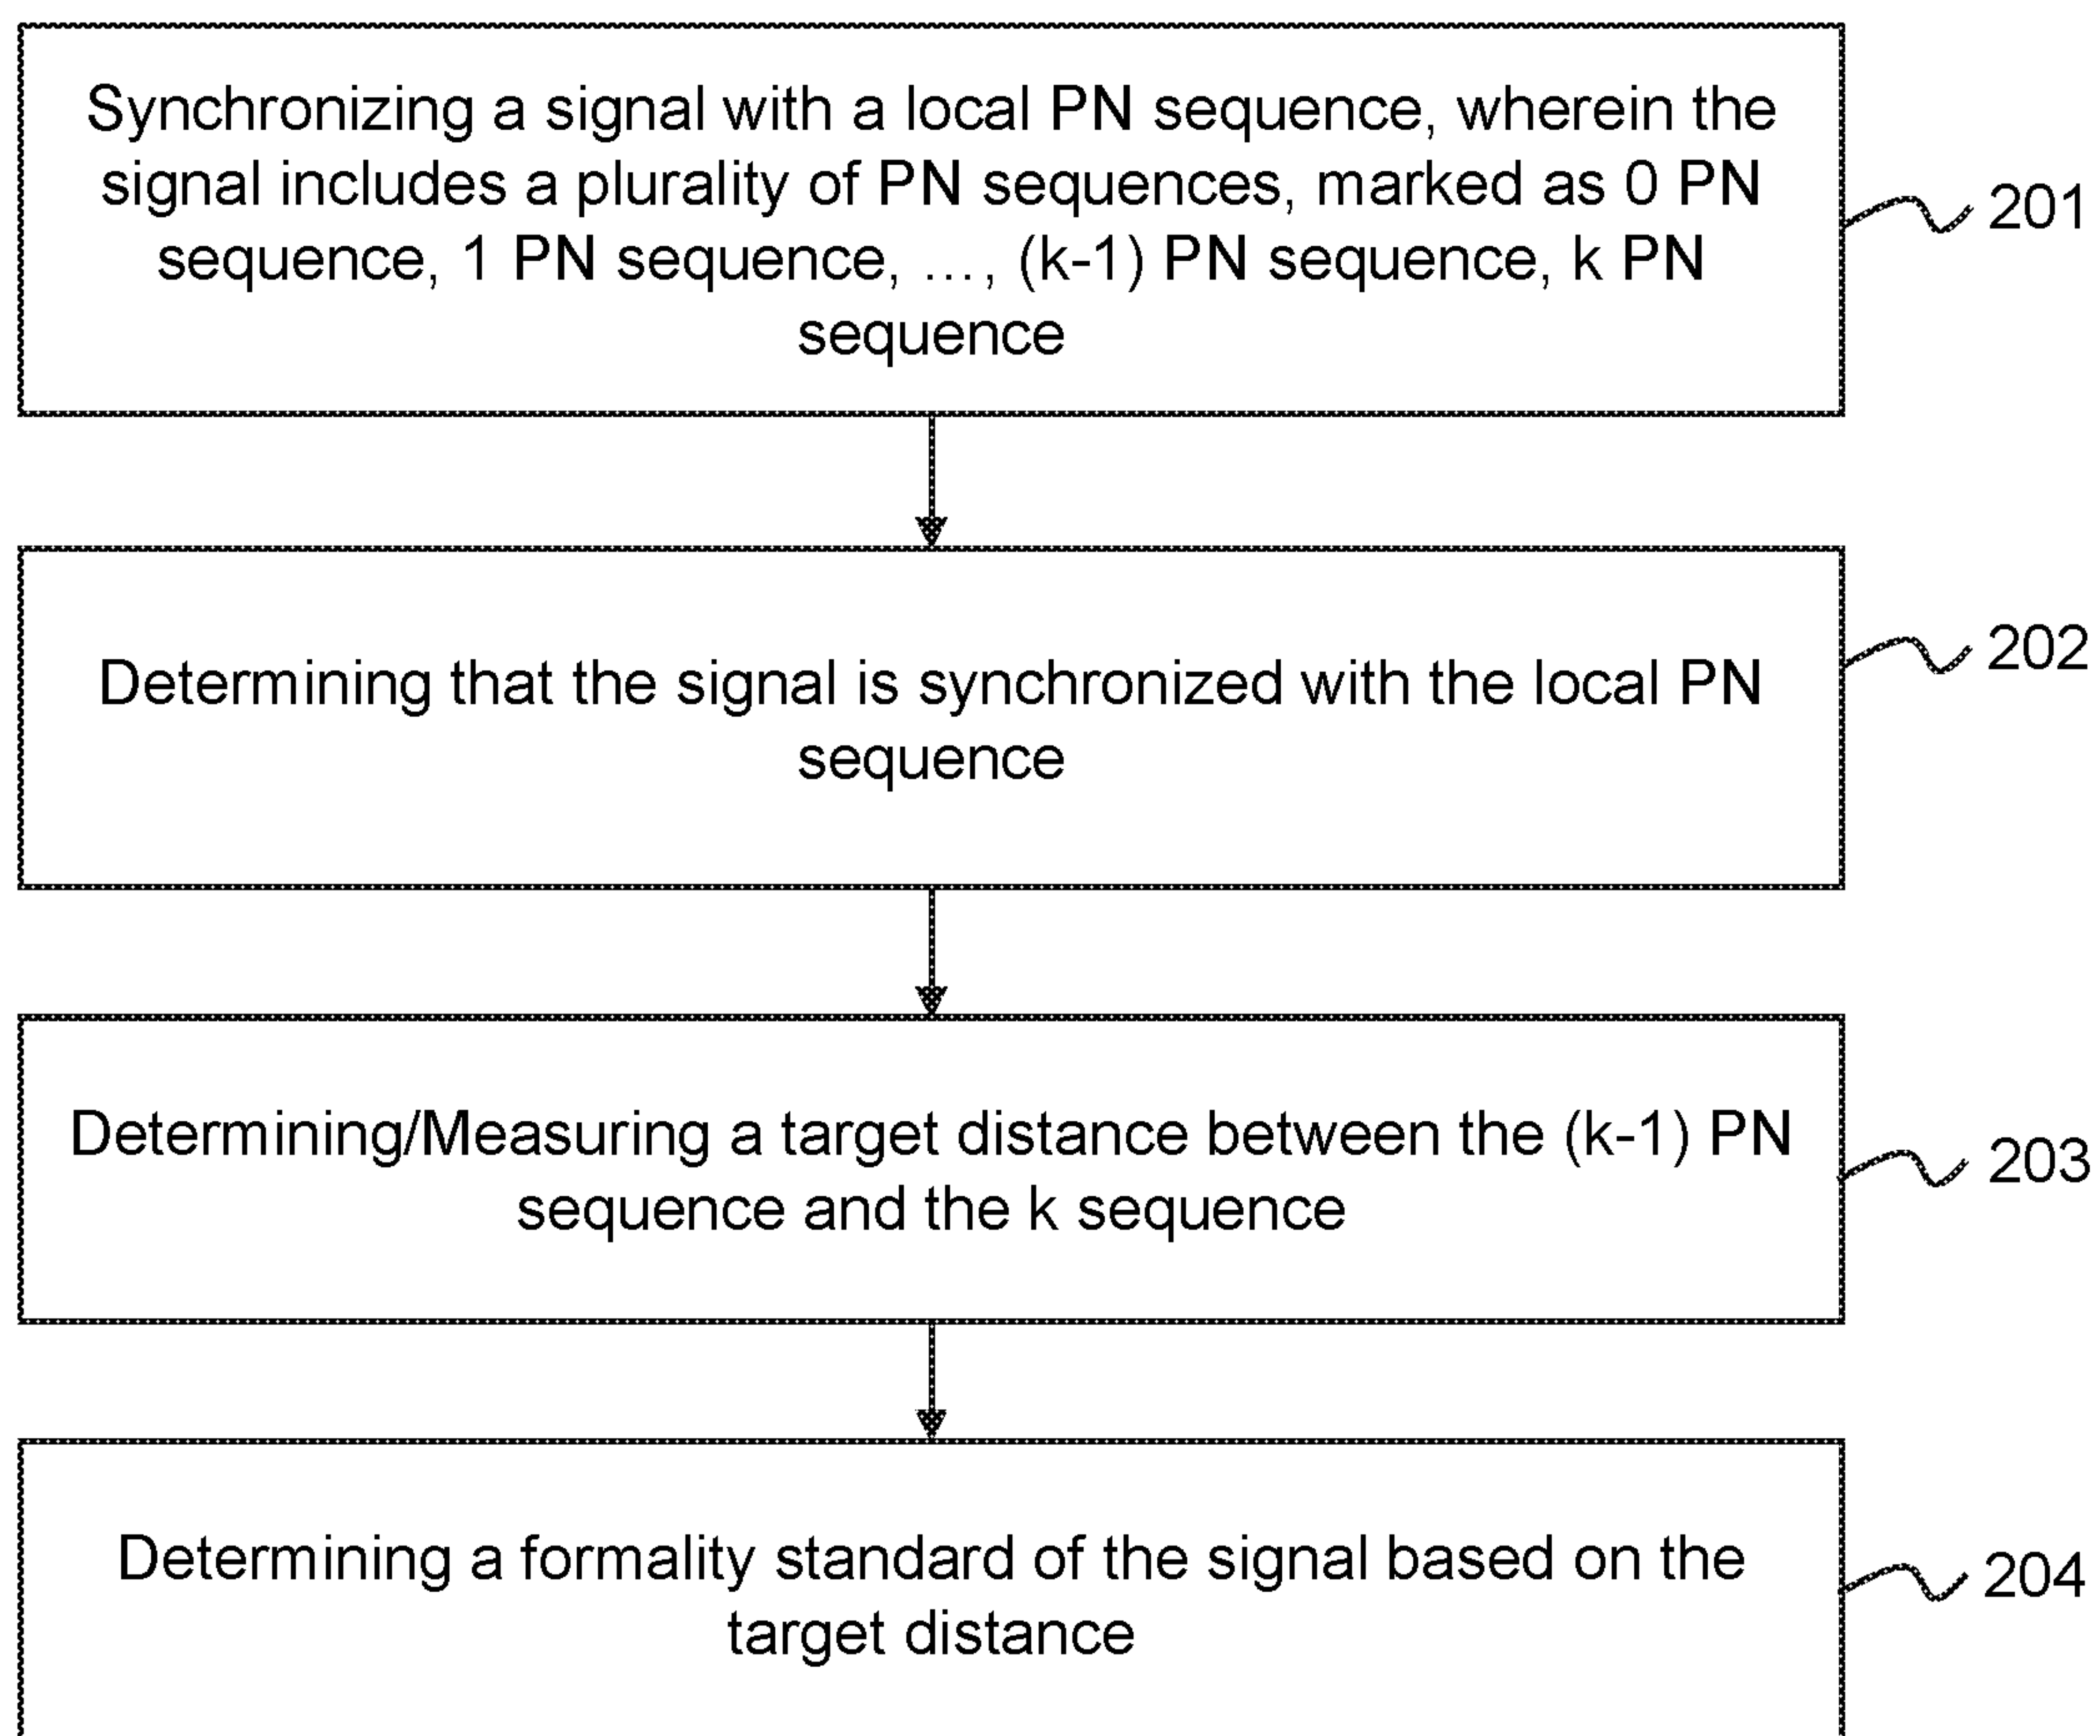 Synchronizing a signal with a local PN sequence, wherein the
signal includes a plurality of PN sequences, marked as 0 PN
sequence, 1 PN sequence, ..., (k-1) PN sequence, k PN
sequence
201
Determining that the signal is synchronized with the local PN
sequence
202
Determining/Measuring a target distance between the (k-1) PN
sequence and the k sequence
203
Determining a formality standard of the signal based on the
target distance
204